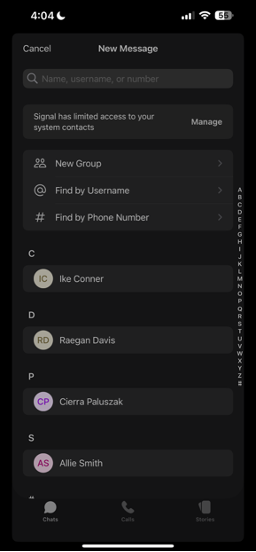 4:04
55
Cancel
New Message
Name, username, or number
Signal has limited access to your
system contacts
Manage
New Group
@ Find by Username
# Find by Phone Number
C
IC Ike Conner
D
RD Raegan Davis
P
CP Cierra Paluszak
S
AS Allie Smith
#
A
B
C
D
E
F
G
H
I
J
K
L
M
N
O
P
Q
R
S
T
U
V
W
X
Y
Z
#
Chats
Calls
Stories